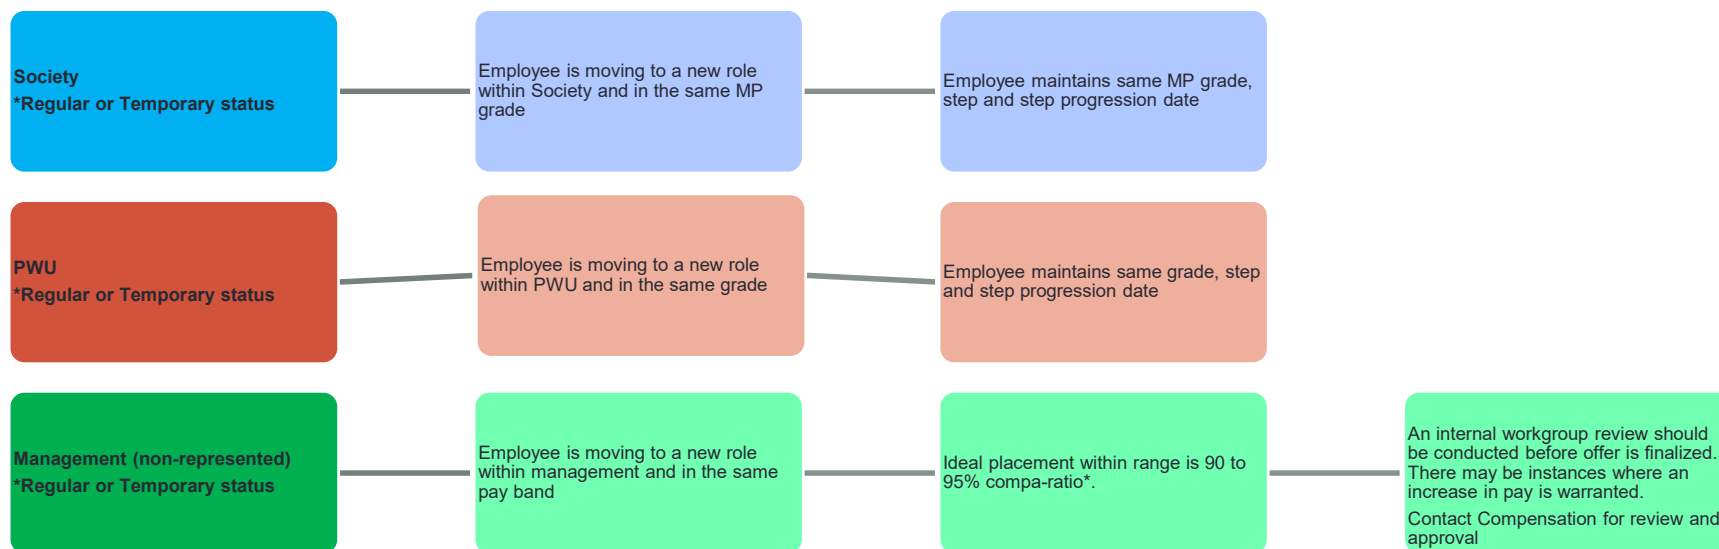 Society
*Regular or Temporary status
Employee is moving to a new role
within Society and in the same MP
grade
Employee maintains same MP grade,
step and step progression date
PWU
*Regular or Temporary status
Employee is moving to a new role
within PWU and in the same grade
Employee maintains same grade, step
and step progression date
Management (non-represented)
*Regular or Temporary status
Employee is moving to a new role
within management and in the same
pay band
Ideal placement within range is 90 to
95% compa-ratio*.
An internal workgroup review should
be conducted before offer is finalized.
There may be instances where an
increase in pay is warranted.
Contact Compensation for review and
approval